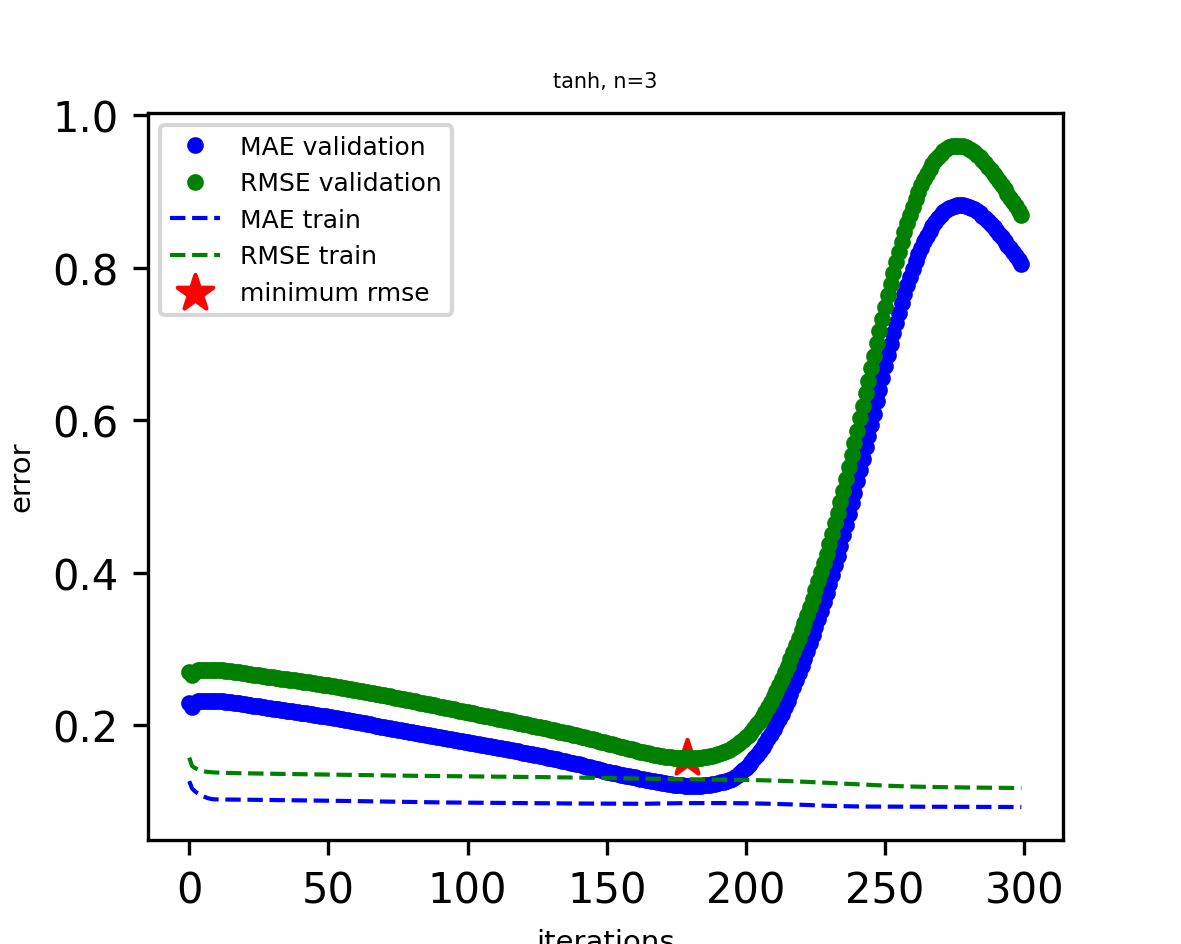 tanh, n=3
1.0
0.8
0.6
0.4
0.2
error
MAE validation
RMSE validation
MAE train
RMSE train
minimum rmse
0 50 100 150 200 250 300
iterations